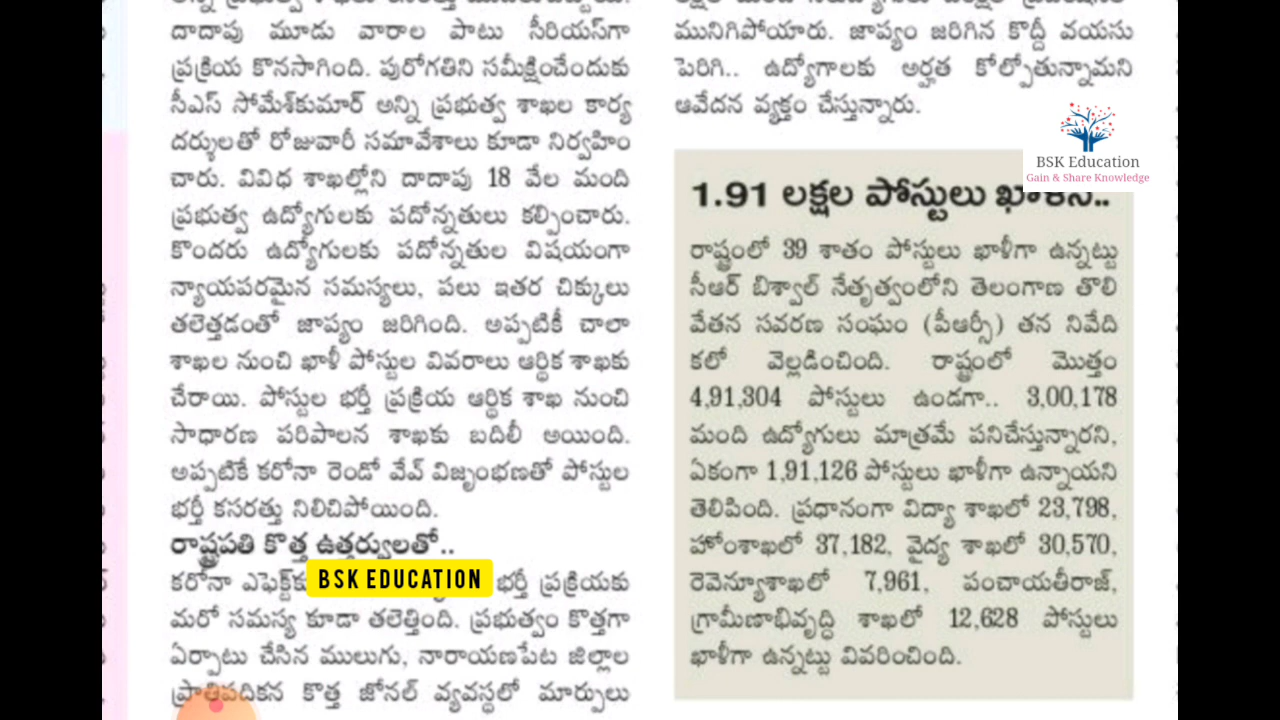 దాదాపు మూడు వారాల పాటు సీరియస్‌గా
ప్రక్రియ కొనసాగింది. పురోగతిని సమీక్షించేందుకు
సీఎస్ సోమేశ్‌కుమార్ అన్ని ప్రభుత్వ శాఖల కార్య
దర్శులతో రోజువారీ సమావేశాలు కూడా నిర్వహిం
చారు. వివిధ శాఖల్లోని దాదాపు 18 వేల మంది
ప్రభుత్వ ఉద్యోగులకు పదోన్నతులు కల్పించారు.
కొందరు ఉద్యోగులకు పదోన్నతుల విషయంగా
న్యాయపరమైన సమస్యలు, పలు ఇతర చిక్కులు
తలెత్తడంతో జాప్యం జరిగింది. అప్పటికీ చాలా
శాఖల నుంచి ఖాళీ పోస్టుల వివరాలు ఆర్థిక శాఖకు
చేరాయి. పోస్టుల భర్తీ ప్రక్రియ ఆర్థిక శాఖ నుంచి
సాధారణ పరిపాలన శాఖకు బదిలీ అయింది.
అప్పటికే కరోనా రెండో వేవ్ విజృంభణతో పోస్టుల
భర్తీ కసరత్తు నిలిచిపోయింది.
రాష్ట్రపతి కొత్త ఉత్తర్వులతో..
కరోనా ఎఫెక్ట్‌కు భర్తీ ప్రక్రియకు
BSK EDUCATION
మరో సమస్య కూడా తలెత్తింది. ప్రభుత్వం కొత్తగా
ఏర్పాటు చేసిన ములుగు, నారాయణపేట జిల్లాల
ప్రాతిపదికన కొత్త జోనల్ వ్యవస్థలో మార్పులు
మునిగిపోయారు. జాప్యం జరిగిన కొద్దీ వయసు
పెరిగి.. ఉద్యోగాలకు అర్హత కోల్పోతున్నామని
ఆవేదన వ్యక్తం చేస్తున్నారు.
BSK Education
Gain & Share Knowledge
1.91 లక్షల పోస్టులు ఖాళీనే..
రాష్ట్రంలో 39 శాతం పోస్టులు ఖాళీగా ఉన్నట్టు
సీఆర్ బిశ్వాల్ నేతృత్వంలోని తెలంగాణ తొలి
వేతన సవరణ సంఘం (పీఆర్సీ) తన నివేది
కలో వెల్లడించింది. రాష్ట్రంలో మొత్తం
4,91,304 పోస్టులు ఉండగా.. 3,00,178
మంది ఉద్యోగులు మాత్రమే పనిచేస్తున్నారని,
ఏకంగా 1,91,126 పోస్టులు ఖాళీగా ఉన్నాయని
తెలిపింది. ప్రధానంగా విద్యా శాఖలో 23,798,
హోంశాఖలో 37,182, వైద్య శాఖలో 30,570,
రెవెన్యూశాఖలో 7,961, పంచాయతీరాజ్,
గ్రామీణాభివృద్ధి శాఖలో 12,628 పోస్టులు
ఖాళీగా ఉన్నట్టు వివరించింది.